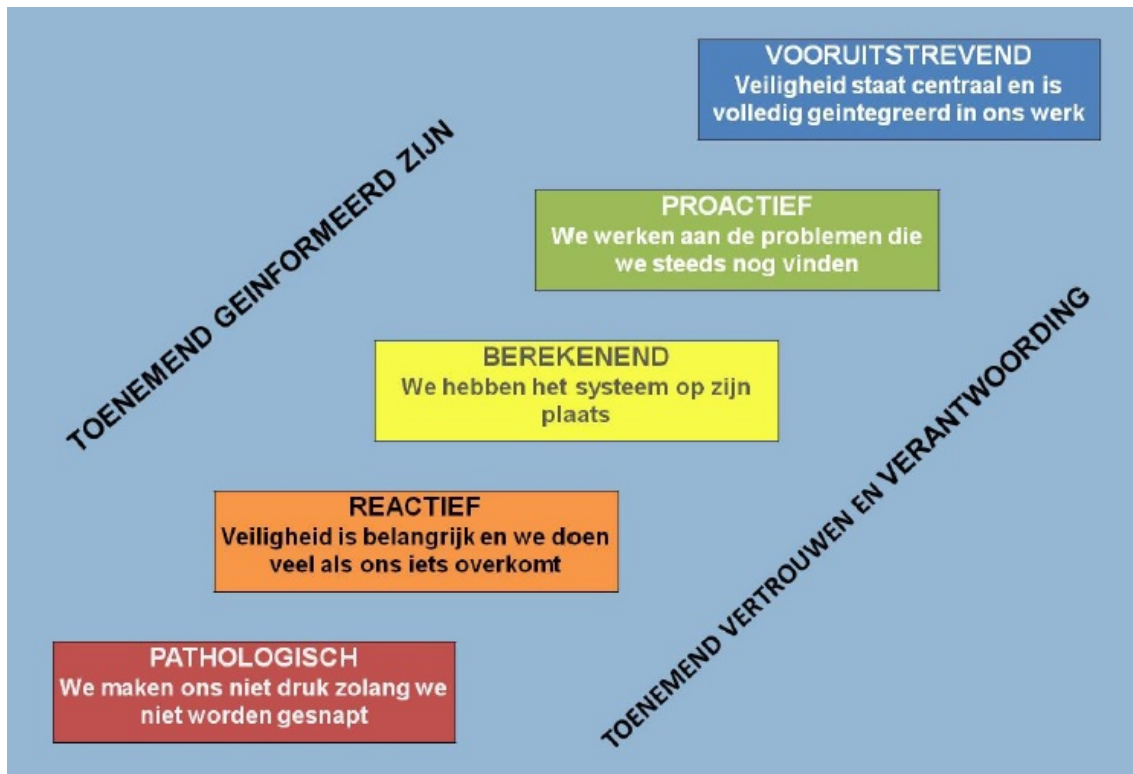 VOORUITSTREVEND
Veiligheid staat centraal en is
volledig geintegreerd in ons werk
TOENEMEND GEINFORMEERD ZIJN
PROACTIEF
We werken aan de problemen die
we steeds nog vinden
BEREKENEND
We hebben het systeem op zijn
plaats
TOENEMEND VERTROUWEN EN VERANTWOORDING
REACTIEF
Veiligheid is belangrijk en we doen
veel als ons iets overkomt
PATHOLOGISCH
We maken ons niet druk zolang we
niet worden gesnapt